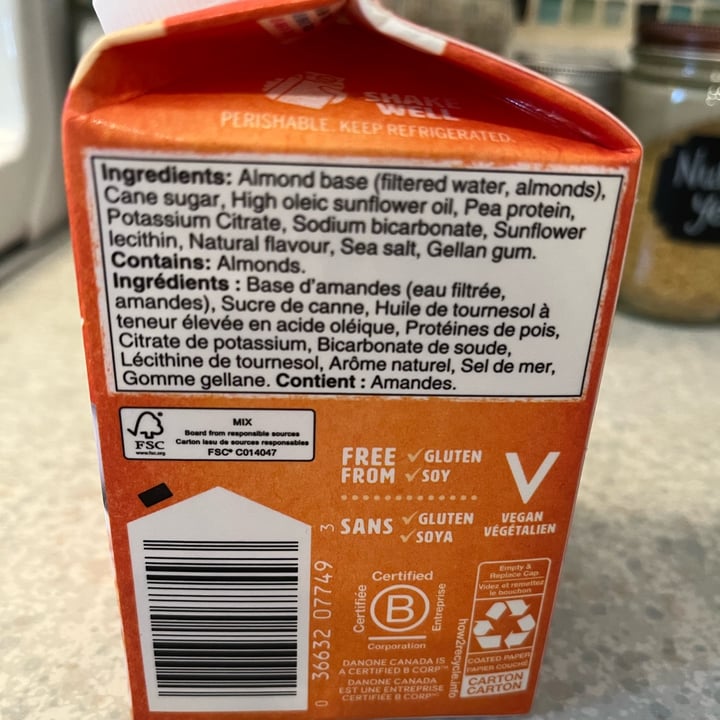 SHAKE
WELL
PERISHABLE. KEEP REFRIGERATED.
Ingredients: Almond base (filtered water, almonds),
Cane sugar, High oleic sunflower oil, Pea protein,
Potassium Citrate, Sodium bicarbonate, Sunflower
lecithin, Natural flavour, Sea salt, Gellan gum.
Contains: Almonds.
Ingrédients : Base d'amandes (eau filtrée,
amandes), Sucre de canne, Huile de tournesol à
teneur élevée en acide oléique, Protéines de pois,
Citrate de potassium, Bicarbonate de soude,
Lécithine de tournesol, Arôme naturel, Sel de mer,
Gomme gellane. Contient : Amandes.
FSC
www.fsc.org
MIX
Board from responsible sources
Carton issu de sources responsables
FSC® C014047
FREE FROM
✓GLUTEN
✓SOY
SANS
✓GLUTEN
✓SOYA
V
VEGAN
VÉGÉTALIEN
0 36632 07749 3
Certified
Certifiée
B
Entreprise
Corporation
DANONE CANADA IS
A CERTIFIED B CORP™
DANONE CANADA
EST UNE ENTREPRISE
CERTIFIÉE B CORP™
how2recycle.info
Empty &
Replace Cap
Videz et remettez
le bouchon
COATED PAPER
PAPIER COUCHÉ
CARTON
CARTON